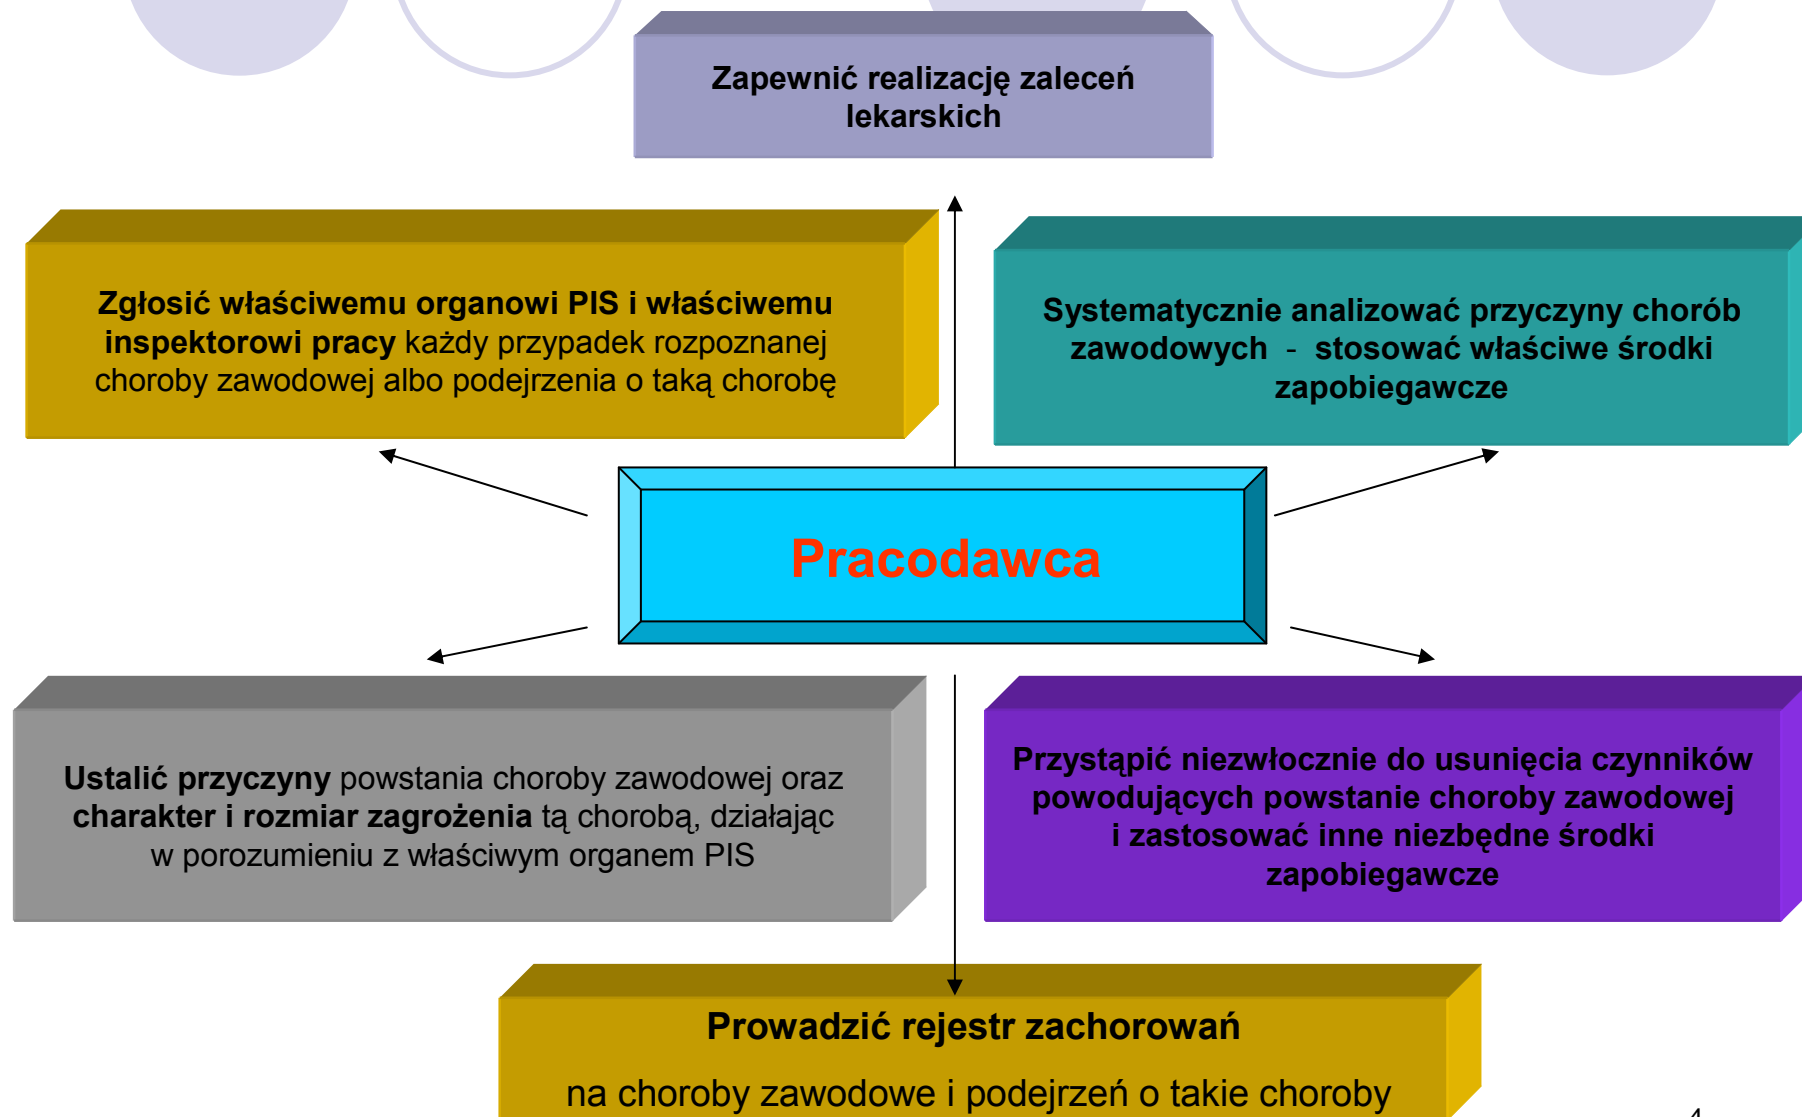 Zapewnić realizację zaleceń
lekarskich
Zgłosić właściwemu organowi PIS i właściwemu
inspektorowi pracy każdy przypadek rozpoznanej
choroby zawodowej albo podejrzenia o taką chorobę
Systematycznie analizować przyczyny chorób
zawodowych - stosować właściwe środki
zapobiegawcze
Pracodawca
Ustalić przyczyny powstania choroby zawodowej oraz
charakter i rozmiar zagrożenia tą chorobą, działając
w porozumieniu z właściwym organem PIS
Przystąpić niezwłocznie do usunięcia czynników
powodujących powstanie choroby zawodowej
i zastosować inne niezbędne środki
zapobiegawcze
Prowadzić rejestr zachorowań
na choroby zawodowe i podejrzeń o takie choroby
4